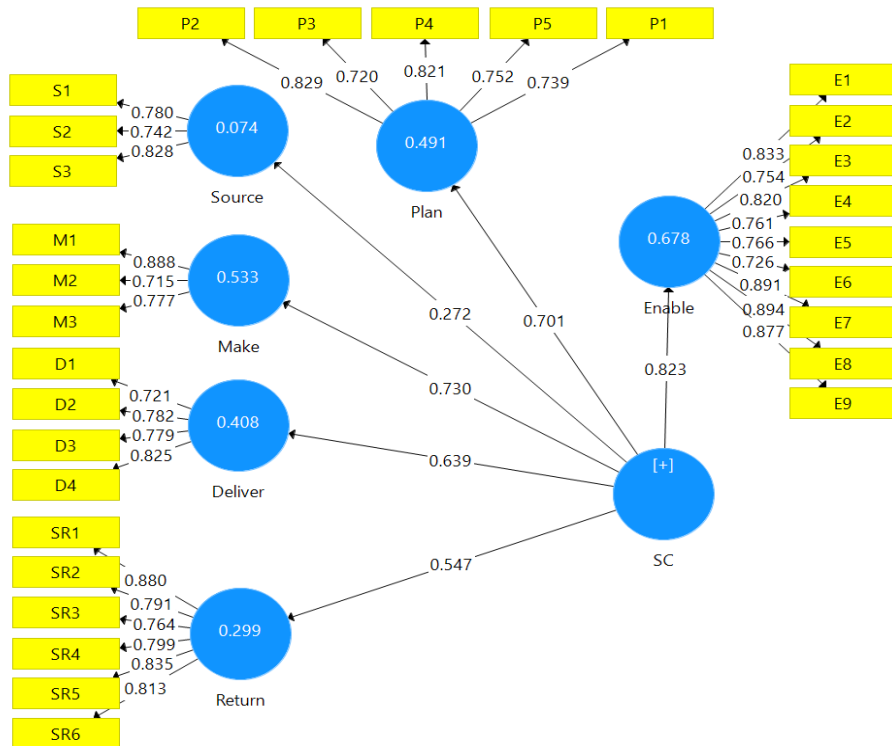 P2
P3
P4
P5
P1
0.829
0.720
0.821
0.752
0.739
S1
S2
S3
0.780
0.742
0.828
0.074
Source
0.491
Plan
E1
E2
E3
E4
E5
E6
E7
E8
E9
0.833
0.754
0.820
0.761
0.766
0.726
0.891
0.894
0.877
0.678
Enable
M1
M2
M3
0.888
0.715
0.777
0.533
Make
0.272
0.701
0.823
0.730
0.639
0.547
D1
D2
D3
D4
0.721
0.782
0.779
0.825
0.408
Deliver
[+]
SC
SR1
SR2
SR3
SR4
SR5
SR6
0.880
0.791
0.764
0.799
0.835
0.813
0.299
Return